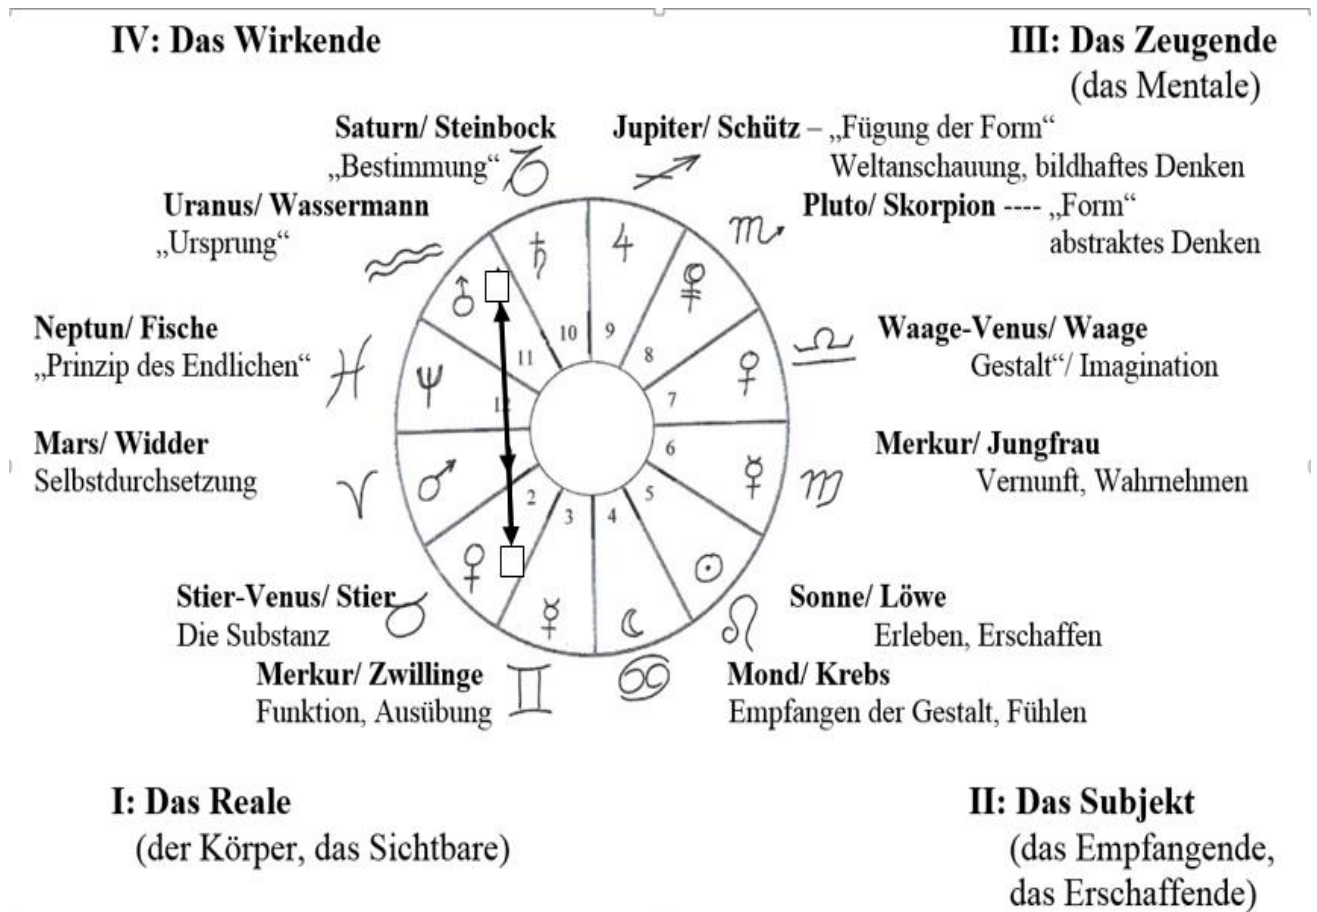 IV: Das Wirkende
III: Das Zeugende
(das Mentale)
Saturn/ Steinbock
„Bestimmung“
Jupiter/ Schütz – „Fügung der Form“
Weltanschauung, bildhaftes Denken
Uranus/ Wassermann
„Ursprung“
Pluto/ Skorpion ---- „Form“
abstraktes Denken
Neptun/ Fische
„Prinzip des Endlichen“
Waage-Venus/ Waage
Gestalt“/ Imagination
Mars/ Widder
Selbstdurchsetzung
Merkur/ Jungfrau
Vernunft, Wahrnehmen
10
9
11
8
12
7
6
2
3
4
5
Stier-Venus/ Stier
Die Substanz
Sonne/ Löwe
Erleben, Erschaffen
Merkur/ Zwillinge
Funktion, Ausübung
Mond/ Krebs
Empfangen der Gestalt, Fühlen
I: Das Reale
(der Körper, das Sichtbare)
II: Das Subjekt
(das Empfangende,
das Erschaffende)